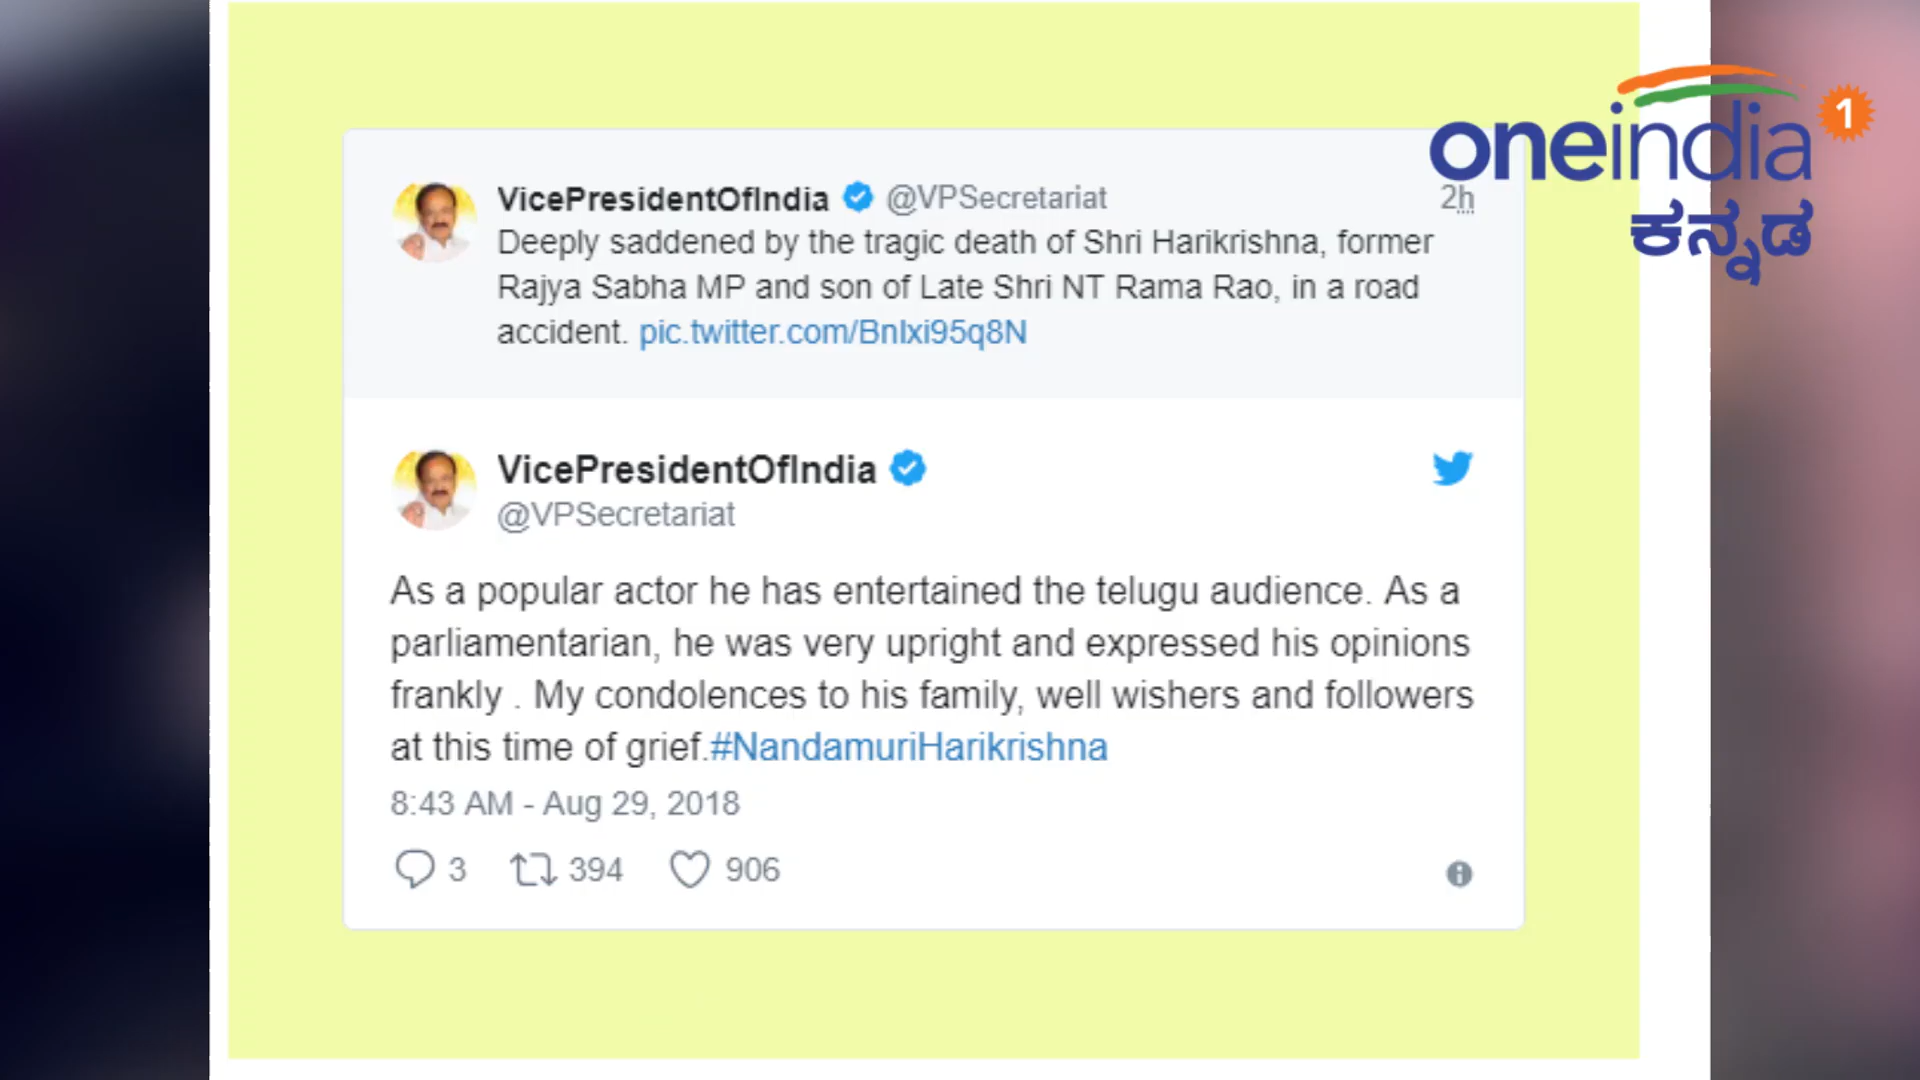 oneindia 1
ಕನ್ನಡ
VicePresidentOfIndia @VPSecretariat 2h
Deeply saddened by the tragic death of Shri Harikrishna, former
Rajya Sabha MP and son of Late Shri NT Rama Rao, in a road
accident. pic.twitter.com/BnIxi95q8N
VicePresidentOfIndia
@VPSecretariat
As a popular actor he has entertained the telugu audience. As a
parliamentarian, he was very upright and expressed his opinions
frankly . My condolences to his family, well wishers and followers
at this time of grief.#NandamuriHarikrishna
8:43 AM - Aug 29, 2018
3 394 906